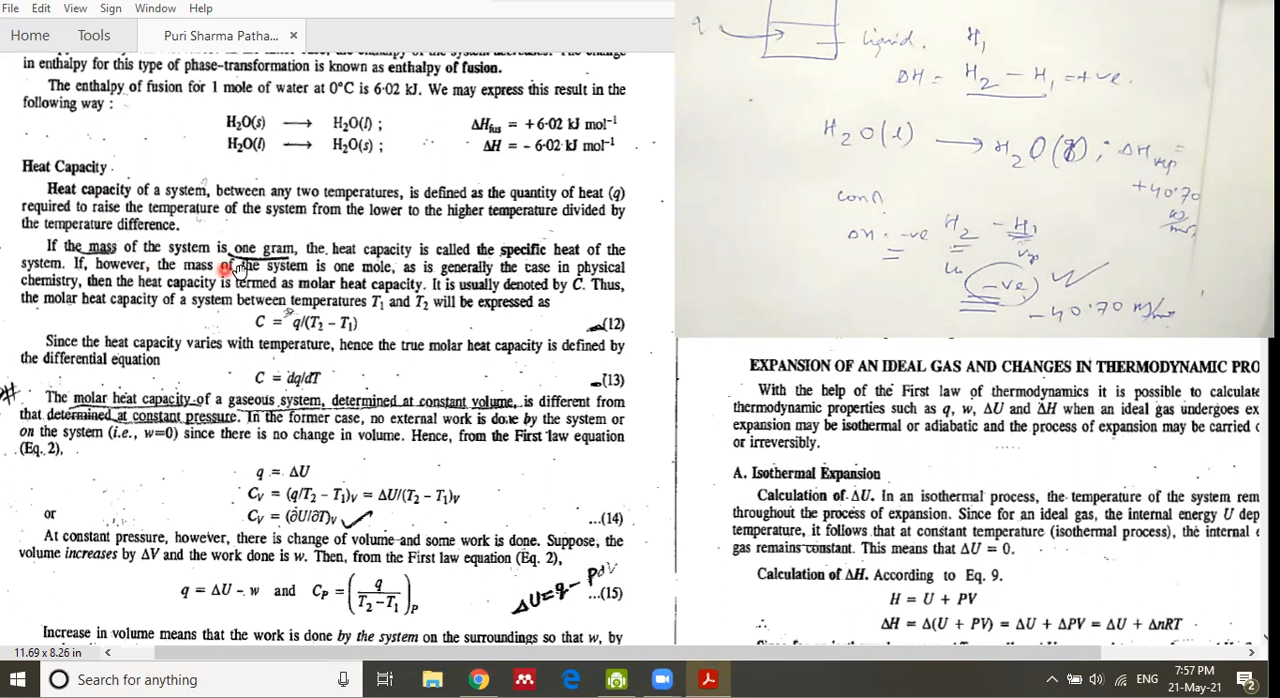 File Edit View Sign Window Help
Home Tools Puri Sharma Patha... ×
in enthalpy for this type of phase-transformation is known as enthalpy of fusion.
The enthalpy of fusion for 1 mole of water at 0°C is 6·02 kJ. We may express this result in the
following way :
H₂O(s) ⟶ H₂O(l) ; ΔHfus = +6·02 kJ mol⁻¹
H₂O(l) ⟶ H₂O(s) ; ∴ ΔH = – 6·02 kJ mol⁻¹
Heat Capacity
Heat capacity of a system, between any two temperatures, is defined as the quantity of heat (q)
required to raise the temperature of the system from the lower to the higher temperature divided by
the temperature difference.
If the mass of the system is one gram, the heat capacity is called the specific heat of the
system. If, however, the mass of the system is one mole, as is generally the case in physical
chemistry, then the heat capacity is termed as molar heat capacity. It is usually denoted by C. Thus,
the molar heat capacity of a system between temperatures T₁ and T₂ will be expressed as
C = q/(T₂ – T₁) ...(12)
Since the heat capacity varies with temperature, hence the true molar heat capacity is defined by
the differential equation
C = dq/dT ...(13)
The molar heat capacity of a gaseous system, determined at constant volume, is different from
that determined at constant pressure. In the former case, no external work is done by the system or
on the system (i.e., w=0) since there is no change in volume. Hence, from the First law equation
(Eq. 2),
q = ΔU
Cv = (q/T₂ – T₁)v = ΔU/(T₂ – T₁)v
or Cv = (∂U/∂T)v ...(14)
At constant pressure, however, there is change of volume and some work is done. Suppose, the
volume increases by ΔV and the work done is w. Then, from the First law equation (Eq. 2),
q = ΔU – w and CP = (q/T₂–T₁)P ...(15)
ΔU=q–pdV
Increase in volume means that the work is done by the system on the surroundings so that w, by
11.69 x 8.26 in
q
liquid. H₁
ΔH = H₂ – H₁ = +ve.
H₂O(l) ⟶ H₂O(g) ; ΔHvap =
+40·70
kJ/mol
Cond.
ΔH = –ve H₂ – H₁
vap
–ve
–40·70 kJ/mol
EXPANSION OF AN IDEAL GAS AND CHANGES IN THERMODYNAMIC PRO
With the help of the First law of thermodynamics it is possible to calculate
thermodynamic properties such as q, w, ΔU and ΔH when an ideal gas undergoes ex
expansion may be isothermal or adiabatic and the process of expansion may be carried
or irreversibly.
A. Isothermal Expansion
Calculation of ΔU. In an isothermal process, the temperature of the system rem
throughout the process of expansion. Since for an ideal gas, the internal energy U dep
temperature, it follows that at constant temperature (isothermal process), the internal e
gas remains constant. This means that ΔU = 0.
Calculation of ΔH. According to Eq. 9.
H = U + PV
∴ ΔH = Δ(U + PV) = ΔU + ΔPV = ΔU + ΔnRT
Search for anything
ENG
7:57 PM
21-May-21
2